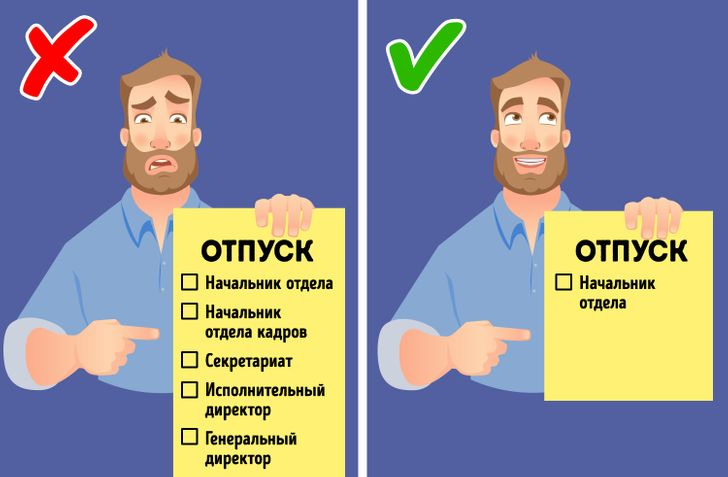 ОТПУСК
Начальник отдела
Начальник
отдела кадров
Секретариат
Исполнительный
директор
Генеральный
директор
ОТПУСК
Начальник
отдела